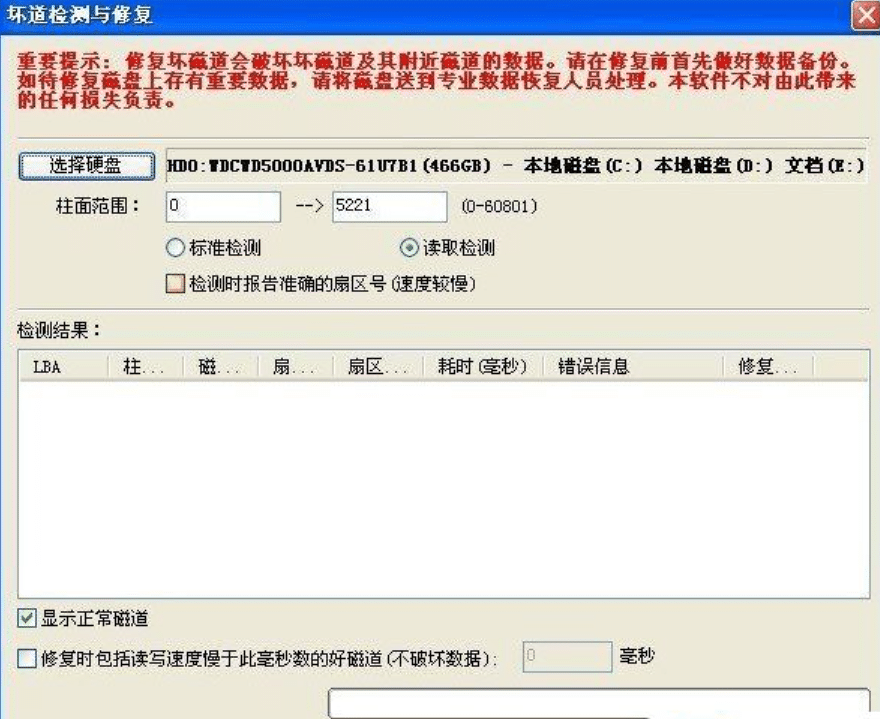 坏道检测与修复
重要提示：修复坏磁道会破坏坏磁道及其附近磁道的数据。请在修复前首先做好数据备份。
如待修复磁盘上存有重要数据，请将磁盘送到专业数据恢复人员处理。本软件不对由此带来
的任何损失负责。
选择硬盘 HD0:WDCWD5000AVDS-61U7B1(466GB) - 本地磁盘(C:) 本地磁盘(D:) 文档(E:)
柱面范围： 0 --> 5221 (0-60801)
标准检测 读取检测
检测时报告准确的扇区号(速度较慢)
检测结果：
LBA 柱... 磁... 扇... 扇区... 耗时(毫秒) 错误信息 修复...
显示正常磁道
修复时包括读写速度慢于此毫秒数的好磁道(不破坏数据): 0 毫秒